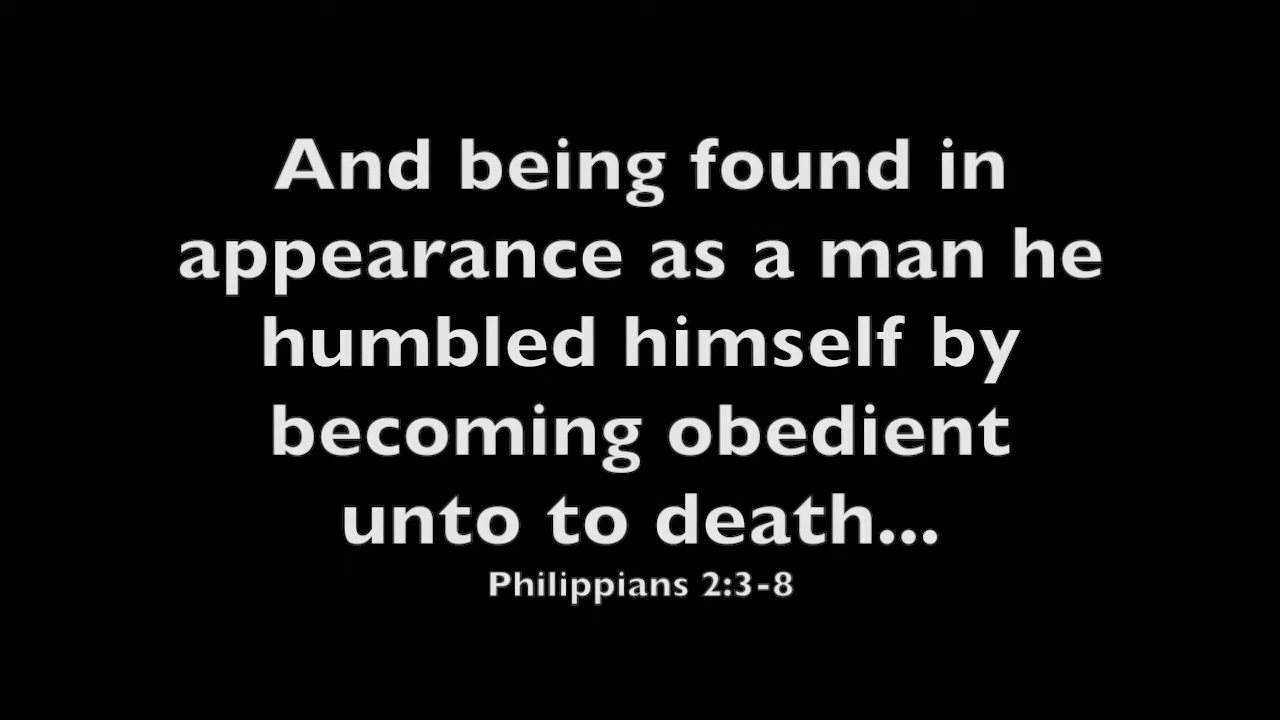 And being found in
appearance as a man he
humbled himself by
becoming obedient
unto to death...
Philippians 2:3-8